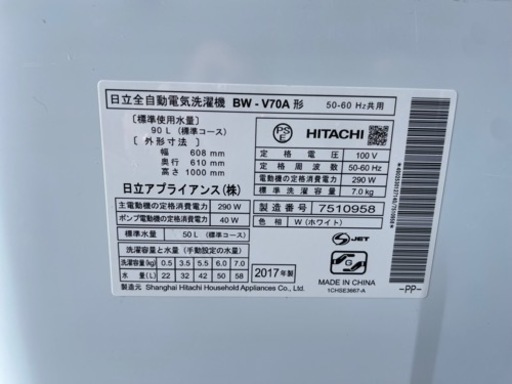 日立全自動電気洗濯機 BW - V70A 形 50-60 Hz共用
[標準使用水量]
90 L (標準コース)
[外形寸法]
幅 608 mm
奥行 610 mm
高さ 1000 mm
日立アプライアンス(株)
主電動機の定格消費電力 290 W
ポンプ電動機の定格消費電力 40 W
標準水量 50 L (標準コース)
洗濯容量と水量 (手動設定の水量)
洗濯容量(kg) 0.5 3.5 5.5 6.0 7.0
水量(L) 22 32 42 50 58
製造元 Shanghai Hitachi Household Appliances Co., Ltd.
PS
E
HITACHI
定格電圧 100 V
定格周波数 50-60 Hz
電動機の定格消費電力 290 W
標準洗濯容量 7.0 kg
製造番号 7510958
色柄 W (ホワイト)
JET
2017年製
S
G
MADE IN CHINA
1CHSE3667-A
-PP-